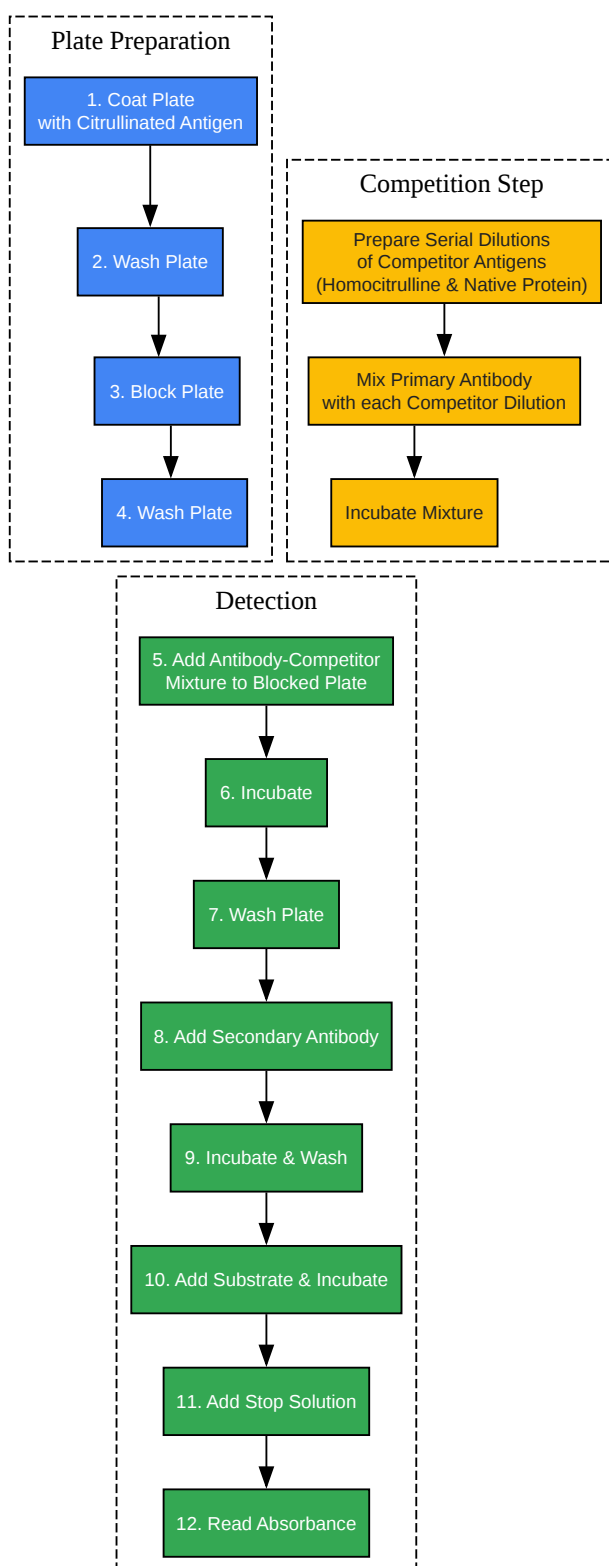 Plate Preparation
1. Coat Plate
with Citrullinated Antigen
2. Wash Plate
3. Block Plate
4. Wash Plate
Competition Step
Prepare Serial Dilutions
of Competitor Antigens
(Homocitrulline & Native Protein)
Mix Primary Antibody
with each Competitor Dilution
Incubate Mixture
Detection
5. Add Antibody-Competitor
Mixture to Blocked Plate
6. Incubate
7. Wash Plate
8. Add Secondary Antibody
9. Incubate & Wash
10. Add Substrate & Incubate
11. Add Stop Solution
12. Read Absorbance